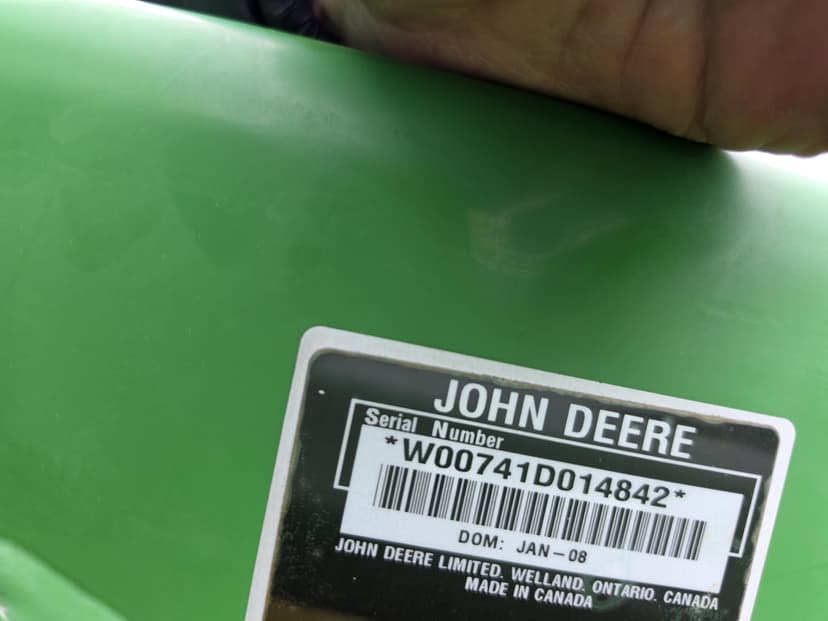 JOHN DEERE
Serial Number
*W00741D014842*
DOM: JAN-08
JOHN DEERE LIMITED. WELLAND. ONTARIO. CANADA
MADE IN CANADA